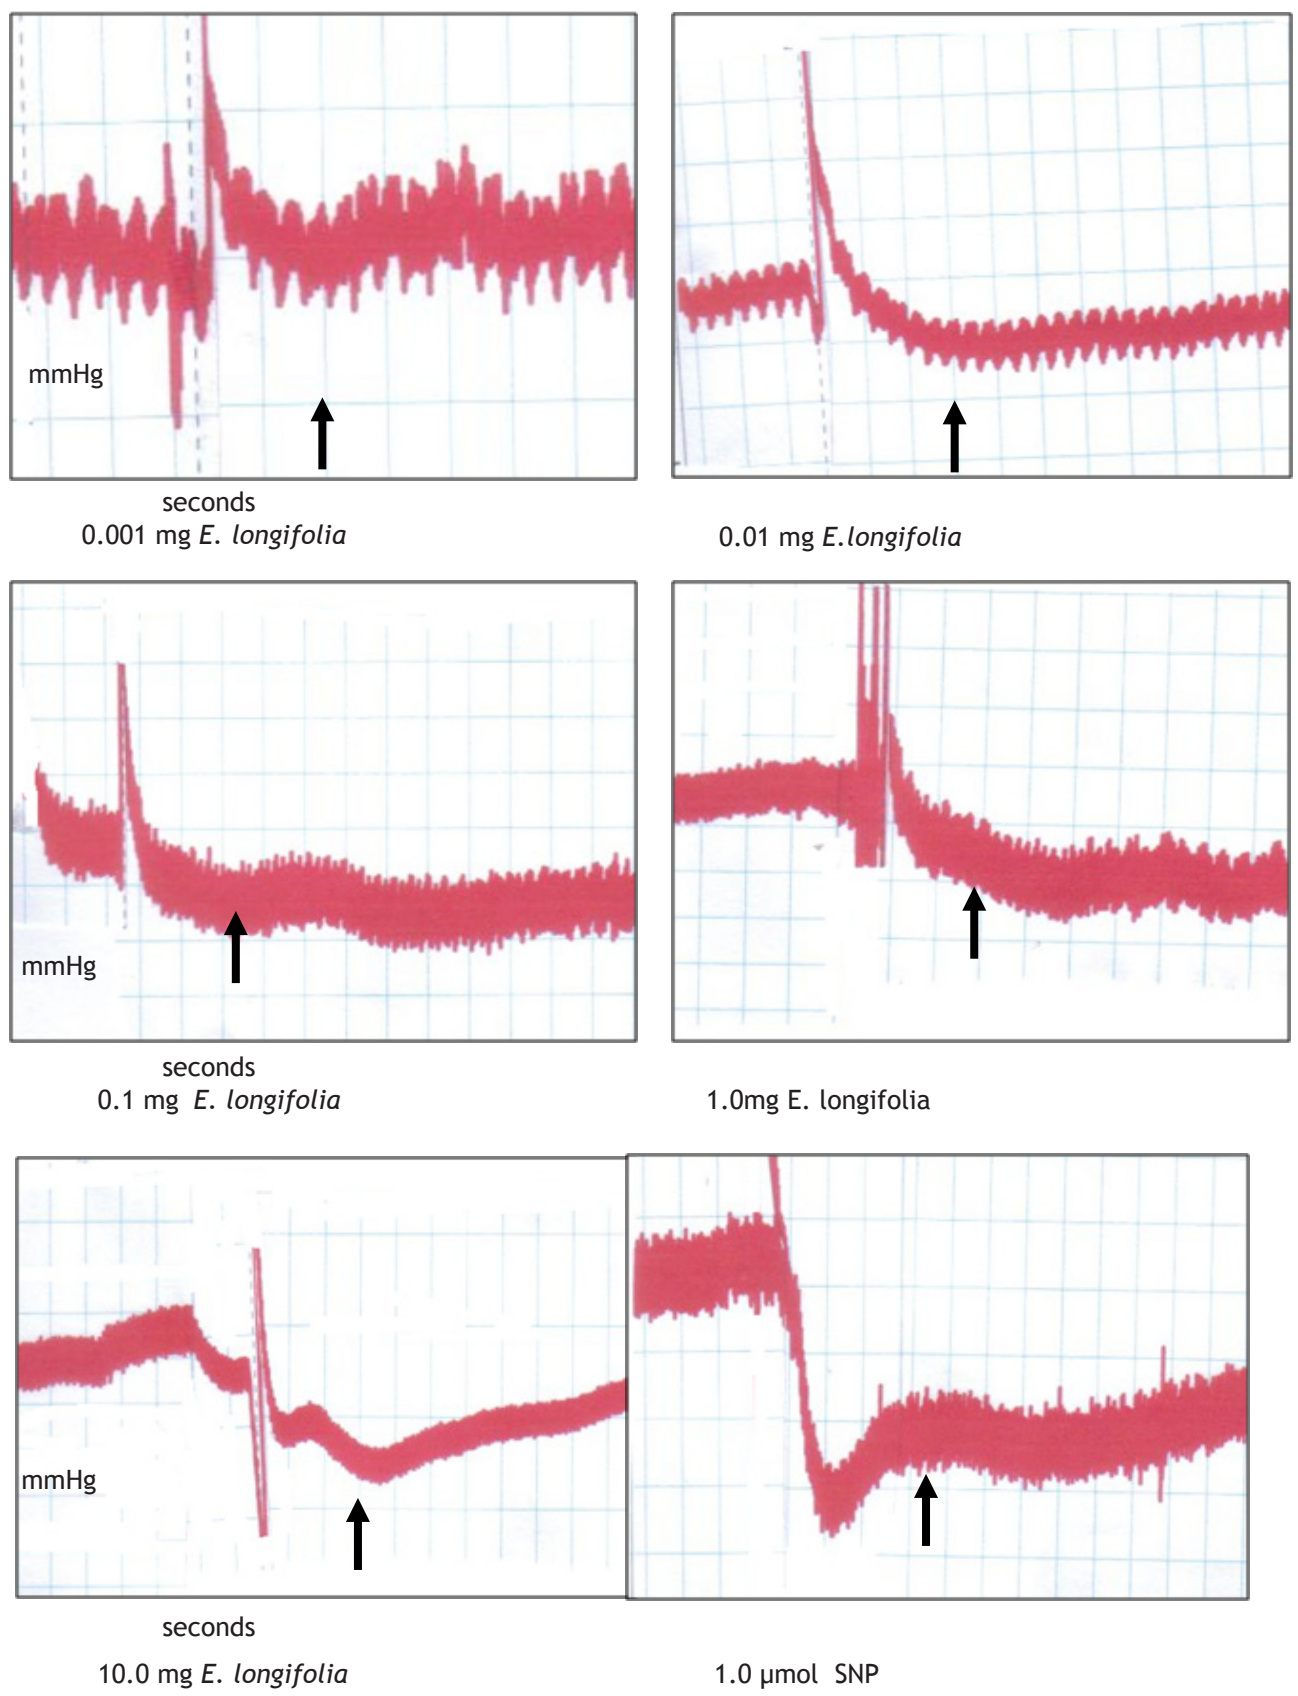 mmHg
seconds
0.001 mg E. longifolia
0.01 mg E.longifolia
mmHg
seconds
0.1 mg E. longifolia
1.0mg E. longifolia
mmHg
seconds
10.0 mg E. longifolia
1.0 µmol SNP